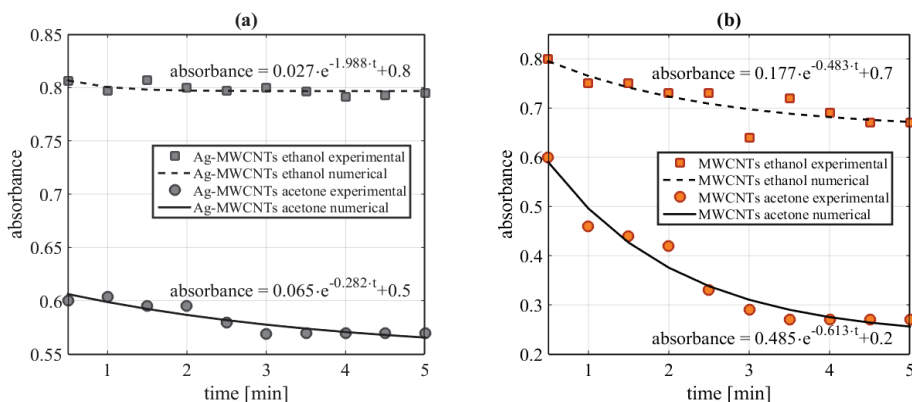 (a)
0.85
0.8
0.75
0.7
0.65
0.6
0.55
absorbance
absorbance = 0.027·e^-1.988·t+0.8
Ag-MWCNTs ethanol experimental
Ag-MWCNTs ethanol numerical
Ag-MWCNTs acetone experimental
Ag-MWCNTs acetone numerical
absorbance = 0.065·e^-0.282·t+0.5
1 2 3 4 5
time [min]
(b)
0.8
0.7
0.6
0.5
0.4
0.3
0.2
absorbance
absorbance = 0.177·e^-0.483·t+0.7
MWCNTs ethanol experimental
MWCNTs ethanol numerical
MWCNTs acetone experimental
MWCNTs acetone numerical
absorbance = 0.485·e^-0.613·t+0.2
1 2 3 4 5
time [min]